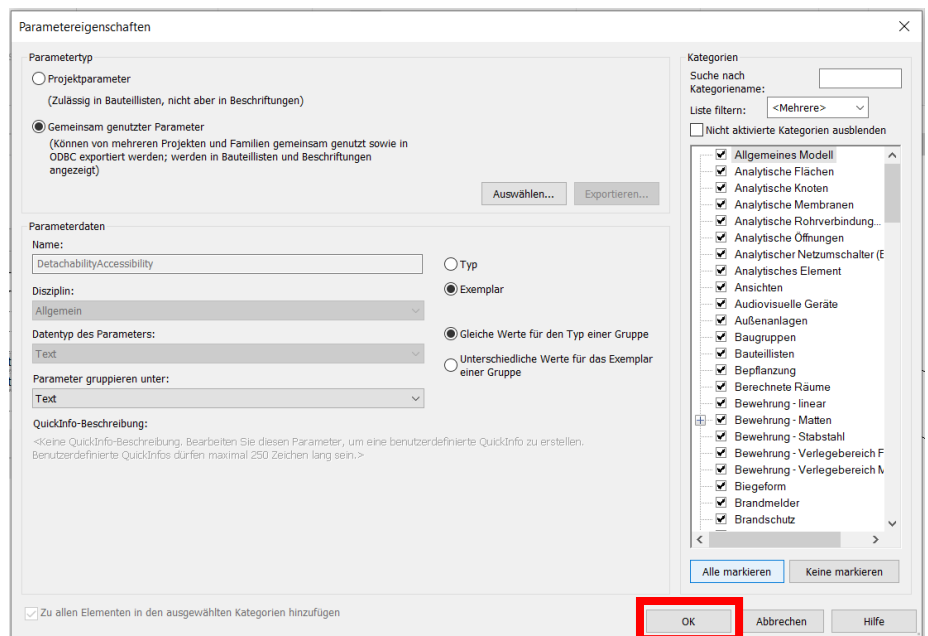 Parametereigenschaften
Parametertyp
Projektparameter
(Zulässig in Bauteillisten, nicht aber in Beschriftungen)
Gemeinsam genutzter Parameter
(Können von mehreren Projekten und Familien gemeinsam genutzt sowie in
ODBC exportiert werden; werden in Bauteillisten und Beschriftungen
angezeigt)
Auswählen...
Exportieren...
Parameterdaten
Name:
DetachabilityAccessibility
Disziplin:
Allgemein
Datentyp des Parameters:
Text
Parameter gruppieren unter:
Text
QuickInfo-Beschreibung:
<Keine QuickInfo-Beschreibung. Bearbeiten Sie diesen Parameter, um eine benutzerdefinierte QuickInfo zu erstellen.
Benutzerdefinierte QuickInfos dürfen maximal 250 Zeichen lang sein.>
Typ
Exemplar
Gleiche Werte für den Typ einer Gruppe
Unterschiedliche Werte für das Exemplar
einer Gruppe
Zu allen Elementen in den ausgewählten Kategorien hinzufügen
Kategorien
Suche nach
Kategoriename:
Liste filtern:
<Mehrere>
Nicht aktivierte Kategorien ausblenden
Allgemeines Modell
Analytische Flächen
Analytische Knoten
Analytische Membranen
Analytische Rohrverbindung...
Analytische Öffnungen
Analytischer Netzumschalter (E
Analytisches Element
Ansichten
Audiovisuelle Geräte
Außenanlagen
Baugruppen
Bauteillisten
Bepflanzung
Berechnete Räume
Bewehrung - linear
Bewehrung - Matten
Bewehrung - Stabstahl
Bewehrung - Verlegebereich F
Bewehrung - Verlegebereich M
Biegeform
Brandmelder
Brandschutz
Alle markieren
Keine markieren
OK
Abbrechen
Hilfe